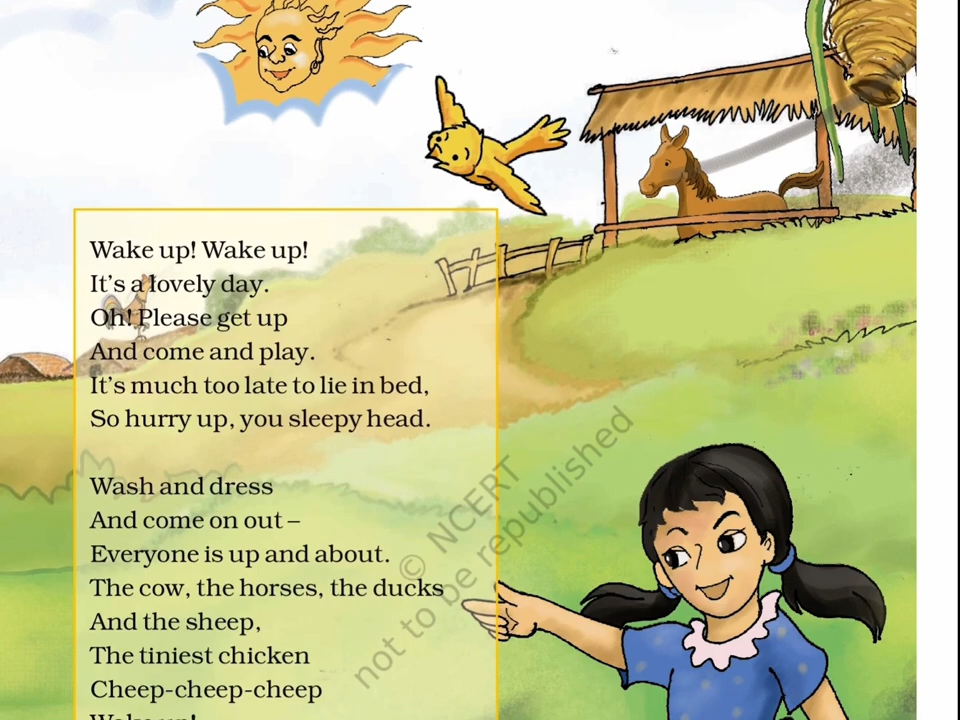 Wake up! Wake up!
It's a lovely day.
Oh! Please get up
And come and play.
It's much too late to lie in bed,
So hurry up, you sleepy head.
Wash and dress
And come on out –
Everyone is up and about.
The cow, the horses, the ducks
And the sheep,
The tiniest chicken
Cheep-cheep-cheep
Wake up!
© NCERT
not to be republished